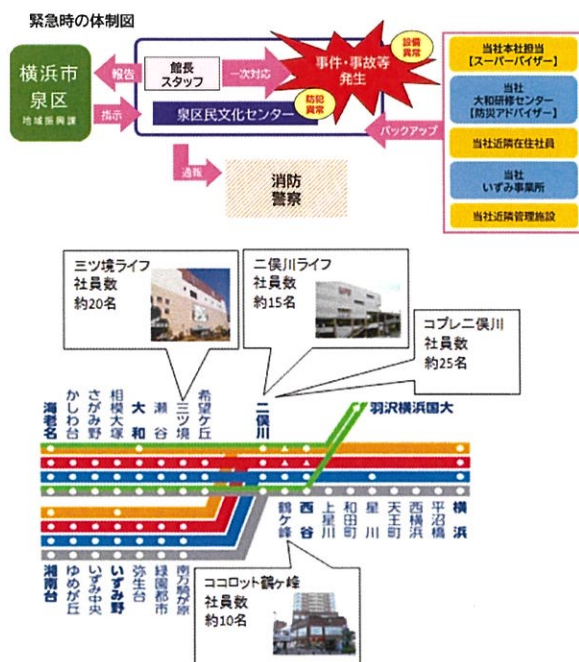 緊急時の体制図
横浜市
泉区
地域振興課
報告
指示
館長
スタッフ
一次対応
事件・事故等
発生
設備
異常
防犯
異常
泉区民文化センター
バックアップ
通報
消防
警察
当社本社担当
【スーパーバイザー】
当社
大和研修センター
【防災アドバイザー】
当社近隣在住社員
当社
いずみ事業所
当社近隣管理施設
三ツ境ライフ
社員数
約20名
二俣川ライフ
社員数
約15名
コプレ二俣川
社員数
約25名
海老名
かしわ台
さがみ野
相模大塚
大和
瀬谷
三ツ境
希望ケ丘
二俣川
羽沢横浜国大
鶴ケ峰
西谷
上星川
和田町
星川
天王町
西横浜
平沼橋
横浜
湘南台
ゆめが丘
いずみ中央
いずみ野
弥生台
緑園都市
南万騎が原
ココロット鶴ヶ峰
社員数
約10名